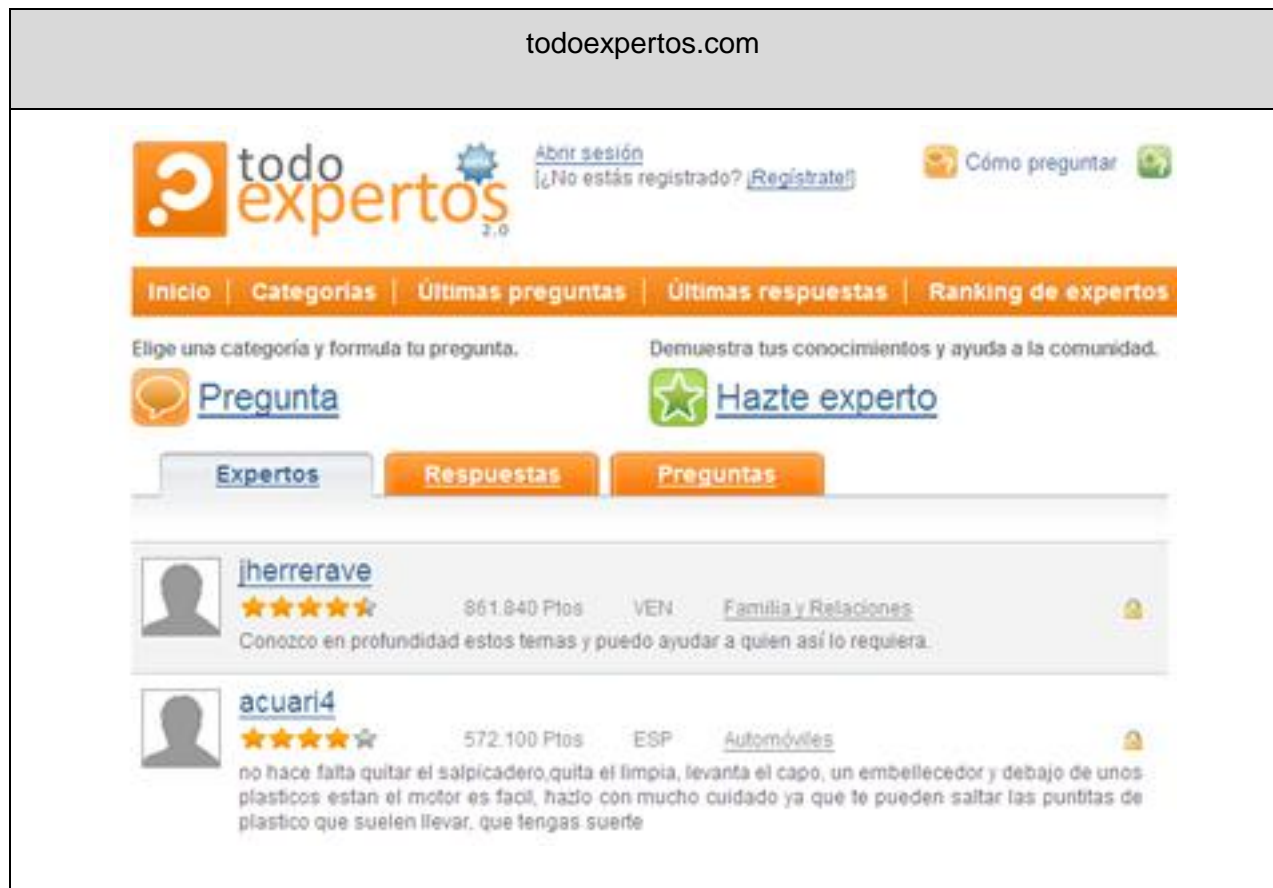 todoexpertos.com
todo
expertos
2.0
Abrir sesión
[¿No estás registrado? ¡Regístrate!]
Cómo preguntar
Inicio | Categorías | Últimas preguntas | Últimas respuestas | Ranking de expertos
Elige una categoría y formula tu pregunta.
Demuestra tus conocimientos y ayuda a la comunidad.
Pregunta
Hazte experto
Expertos Respuestas Preguntas
jherrerave
861.840 Ptos VEN Familia y Relaciones
Conozco en profundidad estos temas y puedo ayudar a quien así lo requiera.
acuari4
572.100 Ptos ESP Automóviles
no hace falta quitar el salpicadero,quita el limpia, levanta el capo, un embellecedor y debajo de unos
plasticos estan el motor es facil, hazlo con mucho cuidado ya que te pueden saltar las puntitas de
plastico que suelen llevar, que tengas suerte